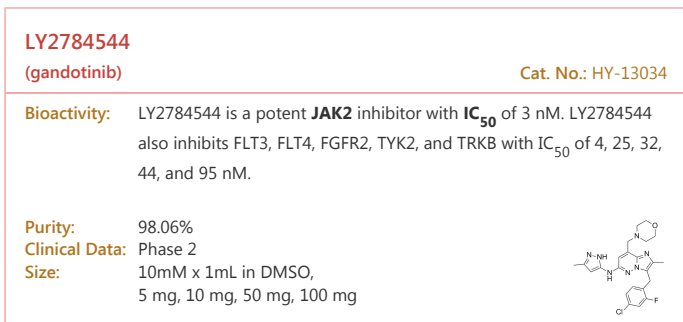 LY2784544
(gandotinib) Cat. No.: HY-13034
Bioactivity: LY2784544 is a potent JAK2 inhibitor with IC50 of 3 nM. LY2784544
also inhibits FLT3, FLT4, FGFR2, TYK2, and TRKB with IC50 of 4, 25, 32,
44, and 95 nM.
Purity: 98.06%
Clinical Data: Phase 2
Size: 10mM x 1mL in DMSO,
5 mg, 10 mg, 50 mg, 100 mg
O
N
N
NH
N
N
N
N
H
F
Cl